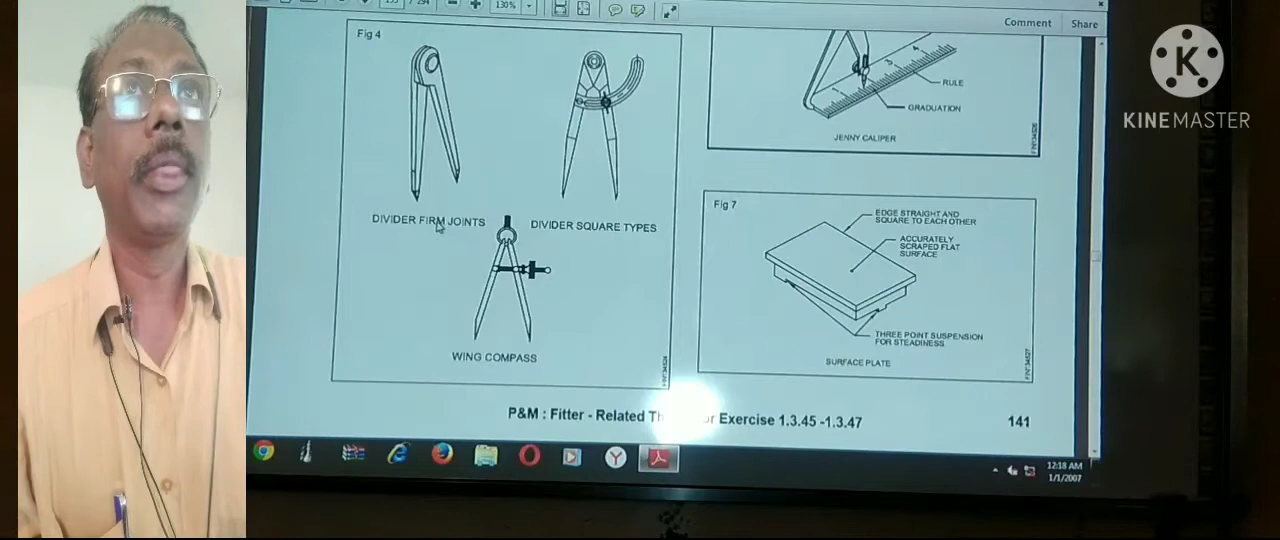 130%
Comment
Share
Fig 4
DIVIDER FIRM JOINTS
DIVIDER SQUARE TYPES
WING COMPASS
RULE
GRADUATION
JENNY CALIPER
Fig 7
EDGE STRAIGHT AND
SQUARE TO EACH OTHER
ACCURATELY
SCRAPED FLAT
SURFACE
THREE POINT SUSPENSION
FOR STEADINESS
SURFACE PLATE
P&M : Fitter - Related Th
or Exercise 1.3.45 -1.3.47
141
12:18 AM
1/1/2007
K
KINEMASTER